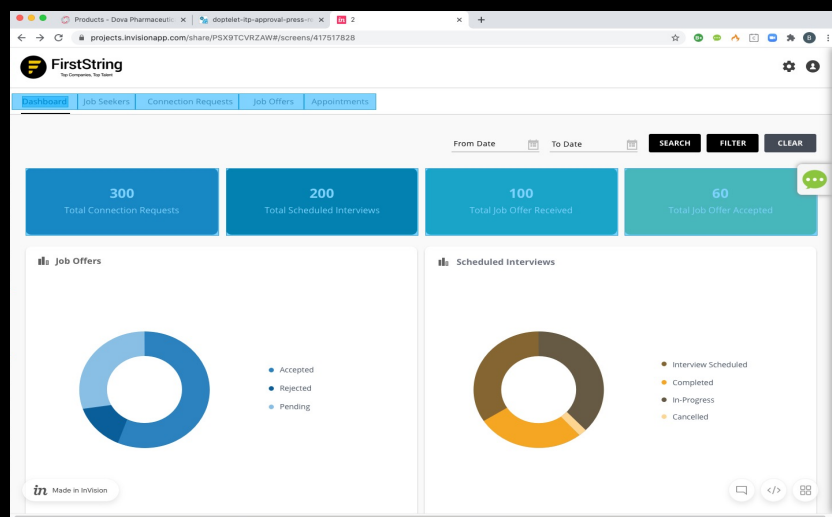 Products - Dova Pharmaceutic
doptelet-itp-approval-press-re
in 2
projects.invisionapp.com/share/PSX9TCVRZAW#/screens/417517828
B
FirstString
Top Companies, Top Talent
Dashboard Job Seekers Connection Requests Job Offers Appointments
From Date To Date SEARCH FILTER CLEAR
300 200 100 60
Total Connection Requests Total Scheduled Interviews Total Job Offer Received Total Job Offer Accepted
Job Offers
Scheduled Interviews
Accepted
Rejected
Pending
Interview Scheduled
Completed
In-Progress
Cancelled
in Made in InVision